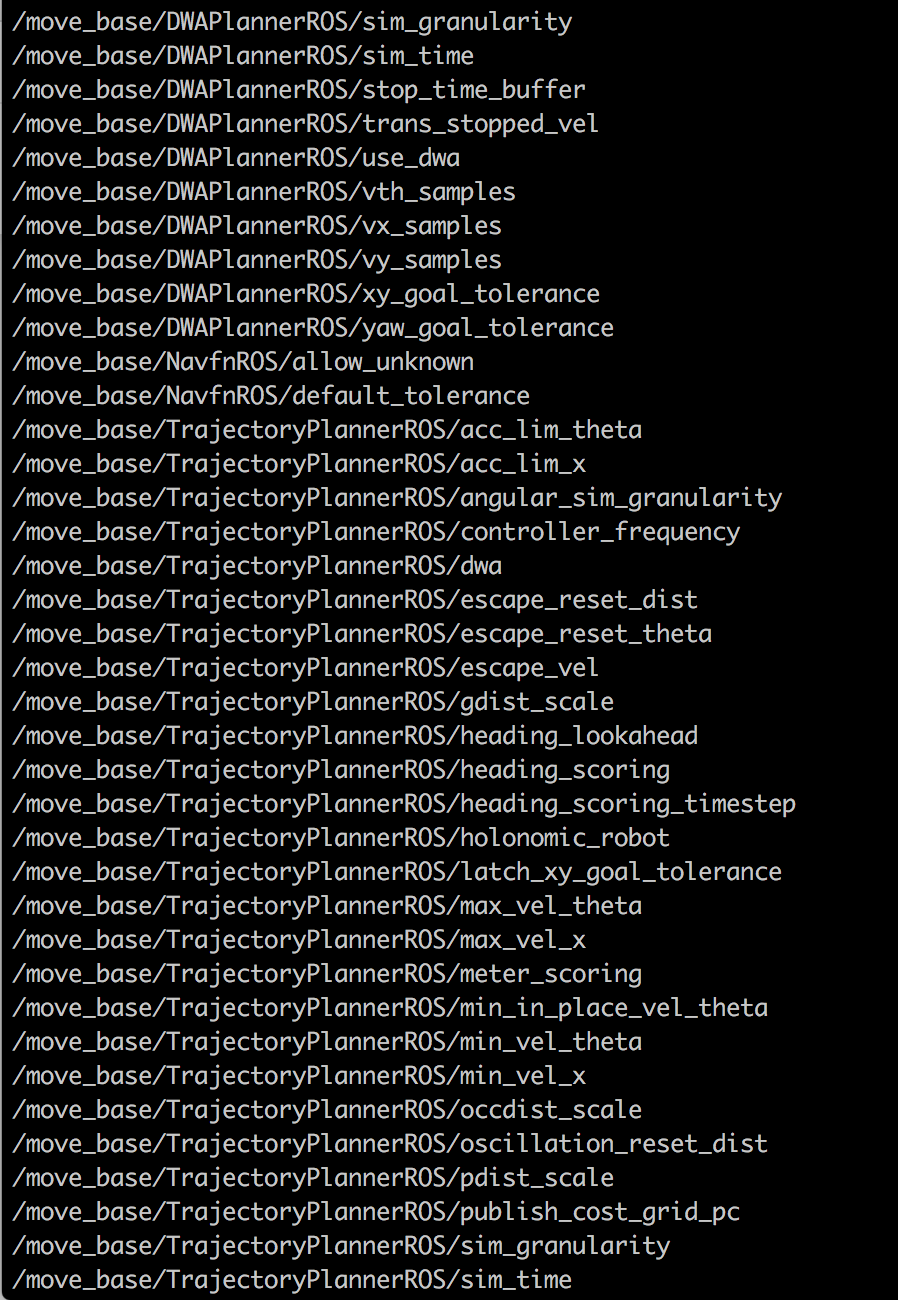 /move_base/DWAPlannerROS/sim_granularity
/move_base/DWAPlannerROS/sim_time
/move_base/DWAPlannerROS/stop_time_buffer
/move_base/DWAPlannerROS/trans_stopped_vel
/move_base/DWAPlannerROS/use_dwa
/move_base/DWAPlannerROS/vth_samples
/move_base/DWAPlannerROS/vx_samples
/move_base/DWAPlannerROS/vy_samples
/move_base/DWAPlannerROS/xy_goal_tolerance
/move_base/DWAPlannerROS/yaw_goal_tolerance
/move_base/NavfnROS/allow_unknown
/move_base/NavfnROS/default_tolerance
/move_base/TrajectoryPlannerROS/acc_lim_theta
/move_base/TrajectoryPlannerROS/acc_lim_x
/move_base/TrajectoryPlannerROS/angular_sim_granularity
/move_base/TrajectoryPlannerROS/controller_frequency
/move_base/TrajectoryPlannerROS/dwa
/move_base/TrajectoryPlannerROS/escape_reset_dist
/move_base/TrajectoryPlannerROS/escape_reset_theta
/move_base/TrajectoryPlannerROS/escape_vel
/move_base/TrajectoryPlannerROS/gdist_scale
/move_base/TrajectoryPlannerROS/heading_lookahead
/move_base/TrajectoryPlannerROS/heading_scoring
/move_base/TrajectoryPlannerROS/heading_scoring_timestep
/move_base/TrajectoryPlannerROS/holonomic_robot
/move_base/TrajectoryPlannerROS/latch_xy_goal_tolerance
/move_base/TrajectoryPlannerROS/max_vel_theta
/move_base/TrajectoryPlannerROS/max_vel_x
/move_base/TrajectoryPlannerROS/meter_scoring
/move_base/TrajectoryPlannerROS/min_in_place_vel_theta
/move_base/TrajectoryPlannerROS/min_vel_theta
/move_base/TrajectoryPlannerROS/min_vel_x
/move_base/TrajectoryPlannerROS/occdist_scale
/move_base/TrajectoryPlannerROS/oscillation_reset_dist
/move_base/TrajectoryPlannerROS/pdist_scale
/move_base/TrajectoryPlannerROS/publish_cost_grid_pc
/move_base/TrajectoryPlannerROS/sim_granularity
/move_base/TrajectoryPlannerROS/sim_time